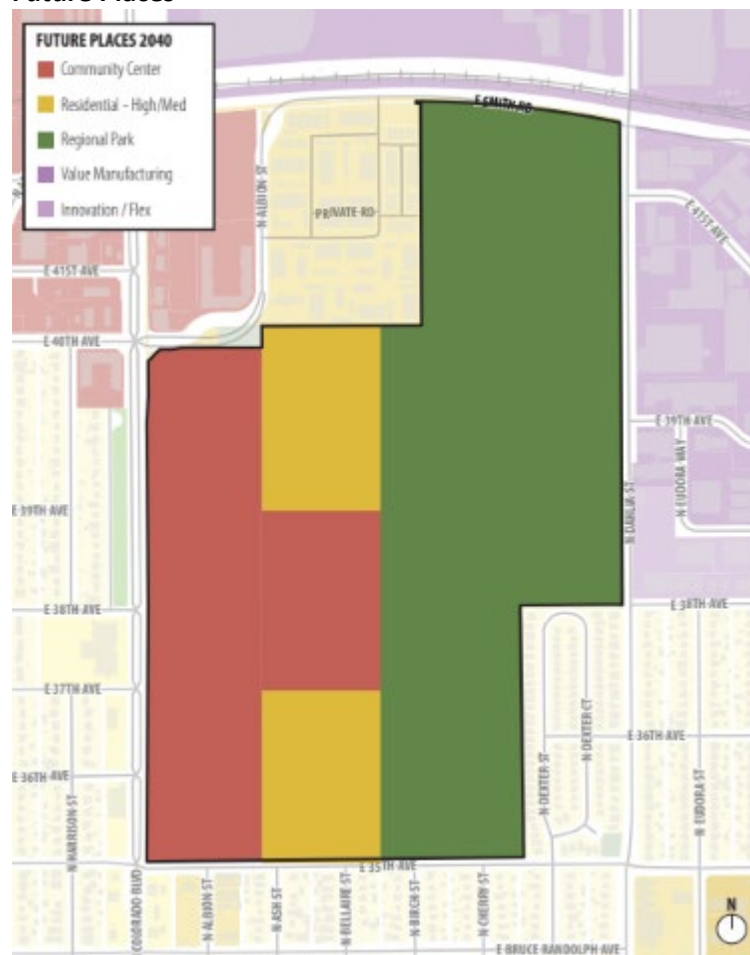 FUTURE PLACES 2040
Community Center
Residential – High/Med
Regional Park
Value Manufacturing
Innovation / Flex
E SMITH RD
N ALBION ST
PRIVATE RD
E 41ST AVE
E 41ST AVE
E 40TH AVE
E 39TH AVE
N EUDORA WAY
E 39TH AVE
N DAHLIA ST
E 38TH AVE
E 38TH AVE
E 37TH AVE
N DEXTER CT
E 36TH AVE
E 36TH AVE
N DEXTER ST
N HARRISON ST
N EUDORA ST
E 35TH AVE
COLORADO BLVD
N ALBION ST
N ASH ST
N BELLAIRE ST
N BIRCH ST
N CHERRY ST
N
E BRUCE RANDOLPH AVE